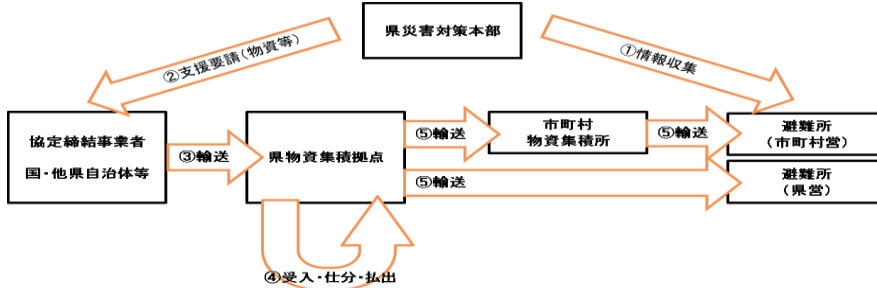 県災害対策本部
②支援要請(物資等)
①情報収集
協定締結事業者
国・他県自治体等
③輸送
県物資集積拠点
⑤輸送
市町村
物資集積所
⑤輸送
避難所
(市町村営)
⑤輸送
避難所
(県営)
④受入・仕分・払出